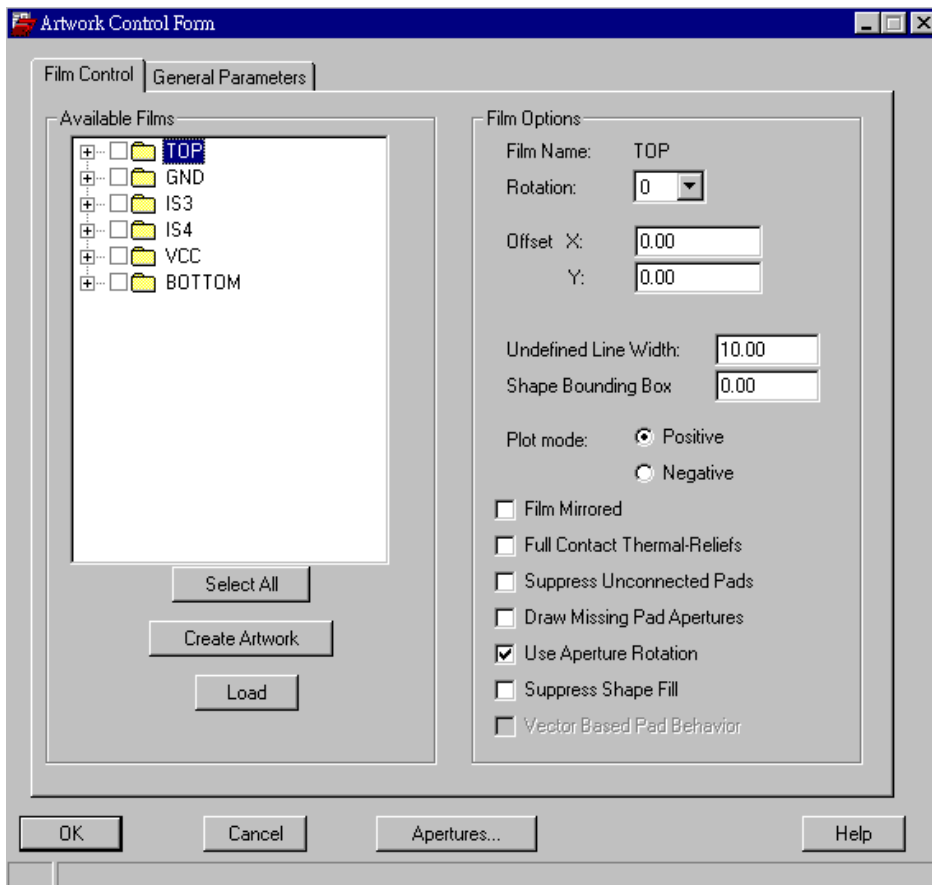 Artwork Control Form
Film Control
General Parameters
Available Films
TOP
GND
IS3
IS4
VCC
BOTTOM
Select All
Create Artwork
Load
Film Options
Film Name: TOP
Rotation: 0
Offset X: 0.00
Y: 0.00
Undefined Line Width: 10.00
Shape Bounding Box 0.00
Plot mode: Positive
Negative
Film Mirrored
Full Contact Thermal-Reliefs
Suppress Unconnected Pads
Draw Missing Pad Apertures
Use Aperture Rotation
Suppress Shape Fill
Vector Based Pad Behavior
OK
Cancel
Apertures...
Help